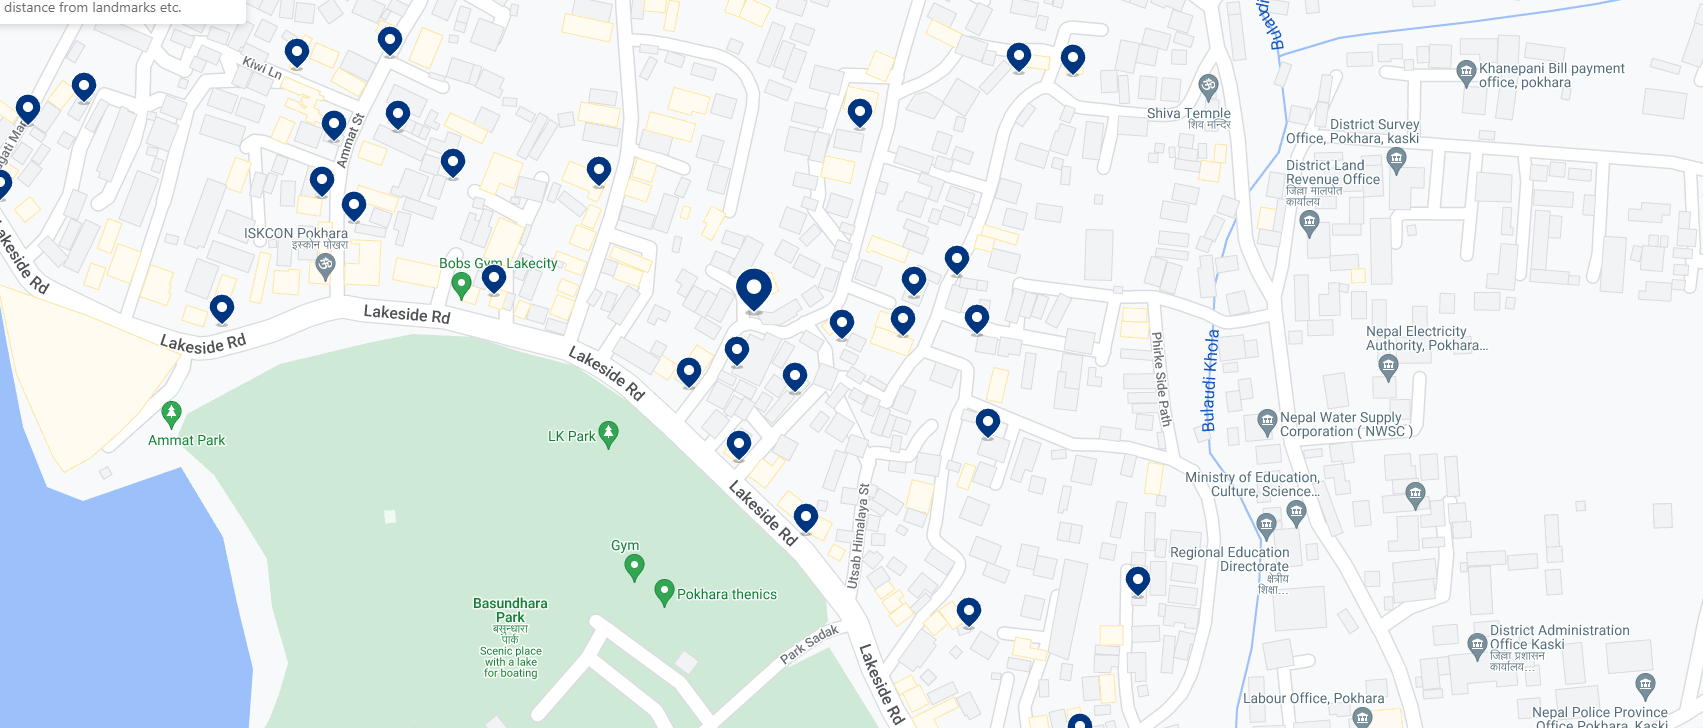 distance from landmarks etc.
Kiwi Ln
Ammat St
Lakeside Rd
ISKCON Pokhara
इस्कोन पोखरा
Bobs Gym Lakecity
Lakeside Rd
Lakeside Rd
Lakeside Rd
Ammat Park
LK Park
Lakeside Rd
Utsab Himalaya St
Gym
Pokhara thenics
Basundhara
Park
बसुन्धारा
पार्क
Scenic place
with a lake
for boating
Park Sadak
Lakeside Rd
Shiva Temple
शिव मन्दिर
Khanepani Bill payment
office, pokhara
District Survey
Office, Pokhara, kaski
District Land
Revenue Office
जिल्ला मालपोत
कार्यालय
Phirke Side Path
Bulaudi Khola
Nepal Electricity
Authority, Pokhara...
Nepal Water Supply
Corporation ( NWSC )
Ministry of Education,
Culture, Science...
Regional Education
Directorate
क्षेत्रीय
शिक्षा...
District Administration
Office Kaski
जिल्ला प्रशासन
कार्यालय...
Labour Office, Pokhara
Nepal Police Province
Office Pokhara, Kaski